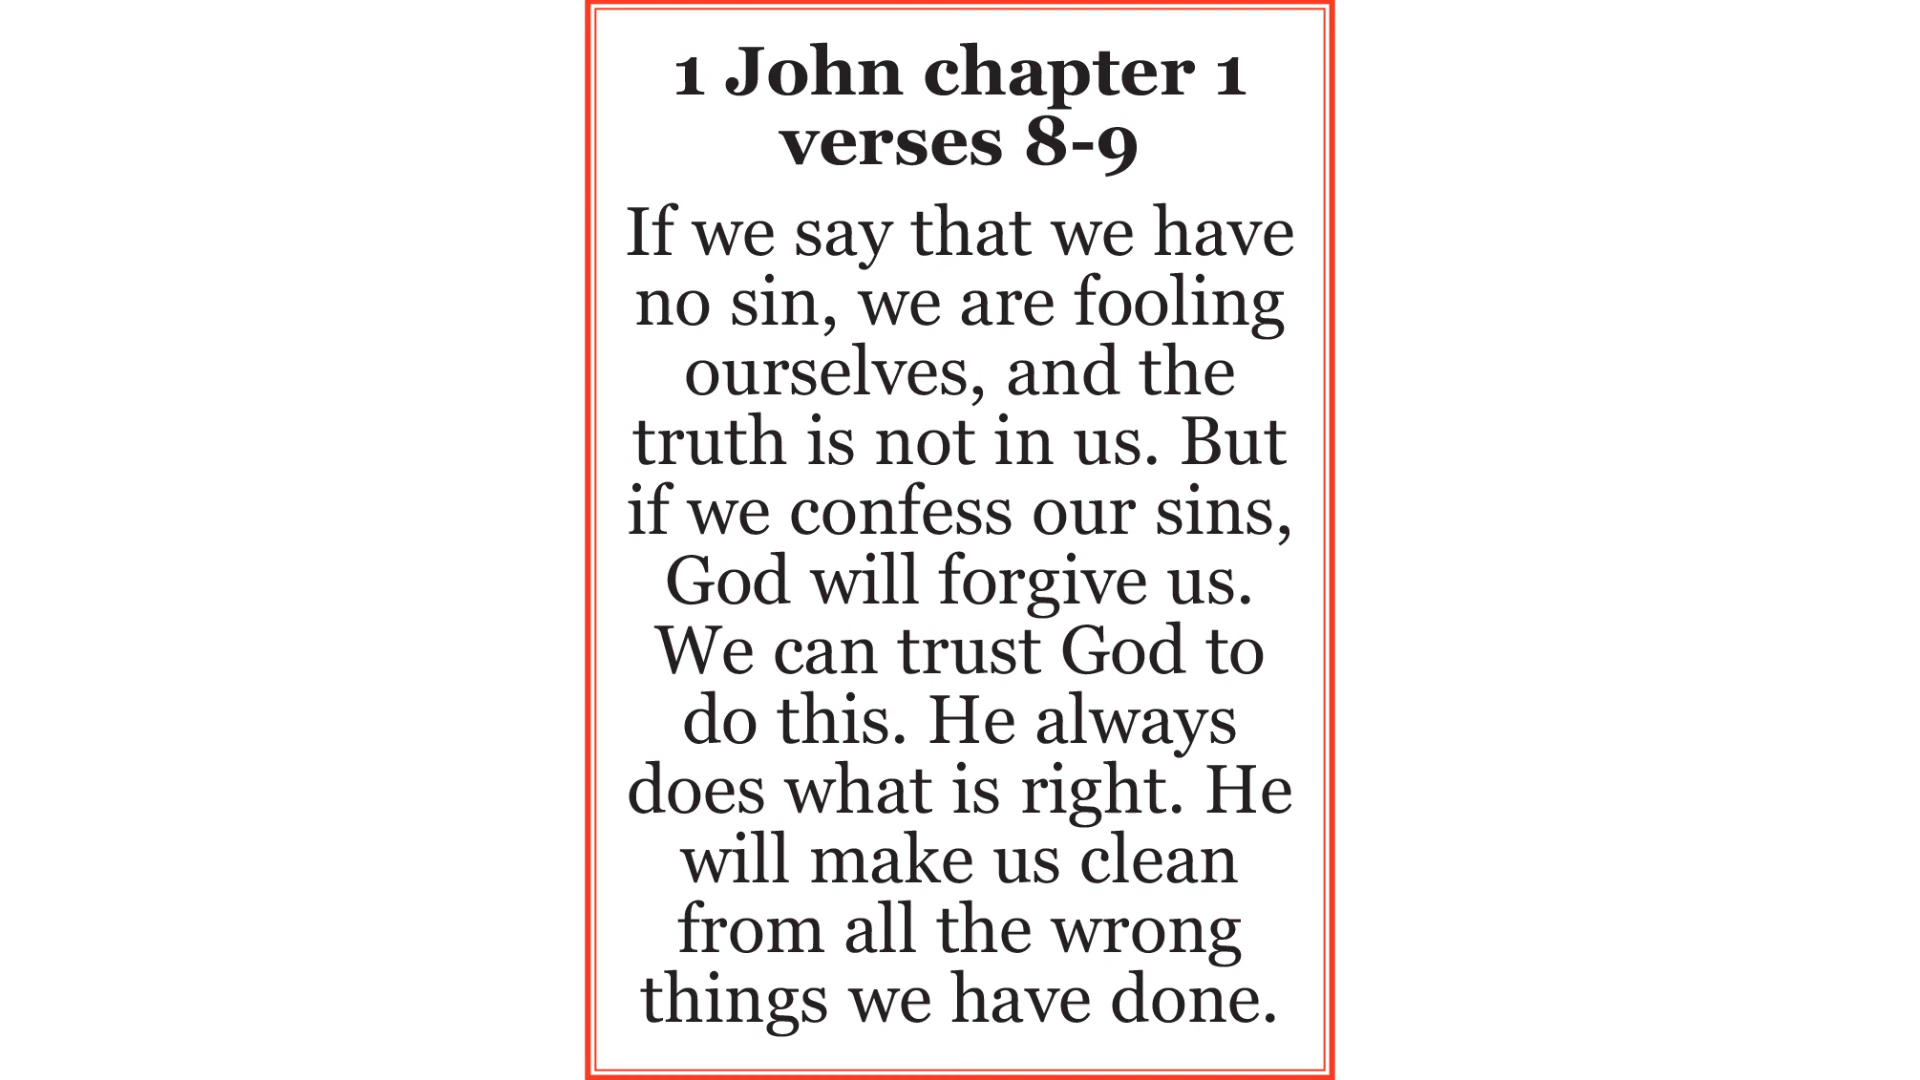 1 John chapter 1
verses 8-9
If we say that we have
no sin, we are fooling
ourselves, and the
truth is not in us. But
if we confess our sins,
God will forgive us.
We can trust God to
do this. He always
does what is right. He
will make us clean
from all the wrong
things we have done.